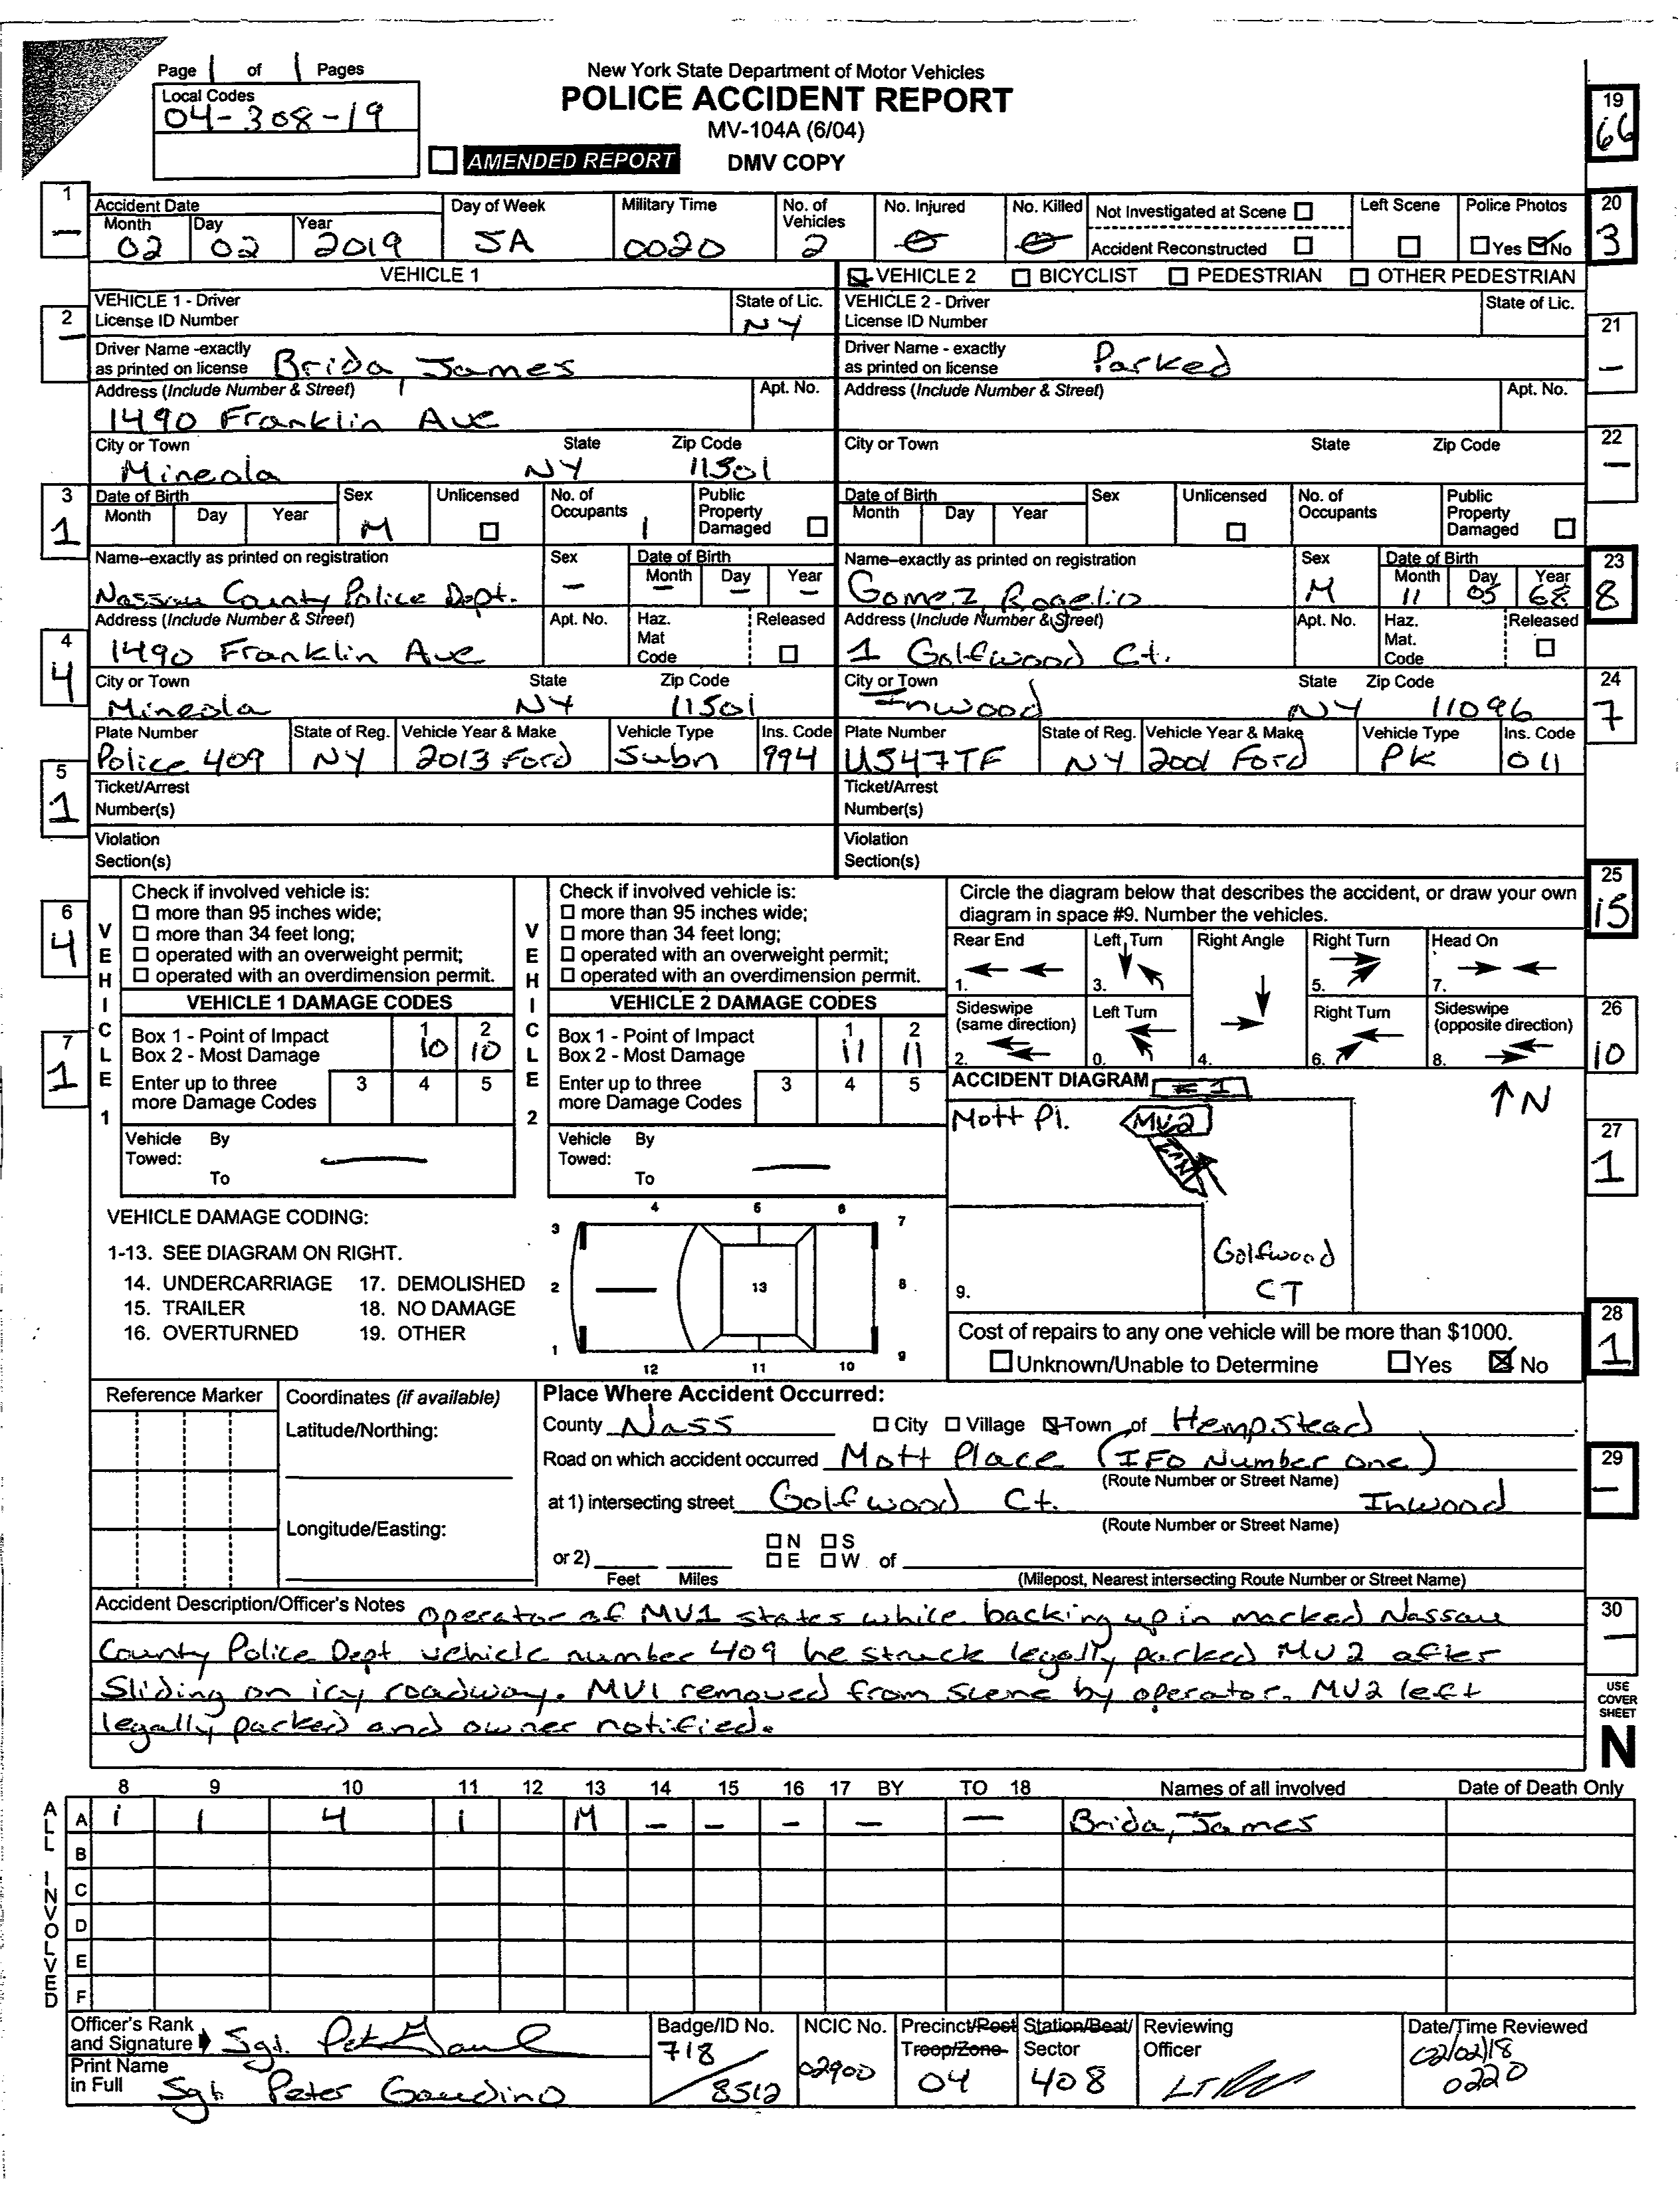 Page 1 of 1 Pages
Local Codes
04-308-19
New York State Department of Motor Vehicles
POLICE ACCIDENT REPORT
MV-104A (6/04)
AMENDED REPORT DMV COPY
19
66
1
—
Accident Date
Month Day Year
02 02 2019
Day of Week
SA
Military Time
0020
No. of Vehicles
2
No. Injured
0
No. Killed
0
Not Investigated at Scene
Accident Reconstructed
Left Scene
Police Photos
Yes No
20
3
VEHICLE 1
VEHICLE 2 BICYCLIST PEDESTRIAN OTHER PEDESTRIAN
2
—
VEHICLE 1 - Driver
License ID Number
State of Lic.
NY
VEHICLE 2 - Driver
License ID Number
State of Lic.
21
—
Driver Name -exactly
as printed on license Brida, James
Driver Name - exactly
as printed on license Parked
Address (Include Number & Street) Apt. No.
1490 Franklin Ave
Address (Include Number & Street) Apt. No.
City or Town State Zip Code
Mineola NY 11501
City or Town State Zip Code
22
—
3
1
Date of Birth
Month Day Year
Sex
M
Unlicensed
No. of Occupants
1
Public Property Damaged
Date of Birth
Month Day Year
Sex
Unlicensed
No. of Occupants
Public Property Damaged
Name–exactly as printed on registration
Nassau County Police Dept.
Sex
—
Date of Birth
Month Day Year
— — —
Name–exactly as printed on registration
Gomez, Rogelio
Sex
M
Date of Birth
Month Day Year
11 05 68
23
8
4
4
Address (Include Number & Street) Apt. No. Haz. Mat Code Released
1490 Franklin Ave
Address (Include Number & Street) Apt. No. Haz. Mat. Code Released
1 Golfwood Ct.
City or Town State Zip Code
Mineola NY 11501
City or Town State Zip Code
Inwood NY 11096
24
7
Plate Number State of Reg. Vehicle Year & Make Vehicle Type Ins. Code
Police 409 NY 2013 Ford Subn 994
Plate Number State of Reg. Vehicle Year & Make Vehicle Type Ins. Code
U547TF NY 2001 Ford PK 011
5
1
Ticket/Arrest
Number(s)
Ticket/Arrest
Number(s)
Violation
Section(s)
Violation
Section(s)
25
15
6
4
VEHICLE 1
Check if involved vehicle is:
more than 95 inches wide;
more than 34 feet long;
operated with an overweight permit;
operated with an overdimension permit.
VEHICLE 1 DAMAGE CODES
Box 1 - Point of Impact 1 2
Box 2 - Most Damage 10 10
Enter up to three 3 4 5
more Damage Codes
Vehicle By
Towed: —
To
7
1
VEHICLE 2
Check if involved vehicle is:
more than 95 inches wide;
more than 34 feet long;
operated with an overweight permit;
operated with an overdimension permit.
VEHICLE 2 DAMAGE CODES
Box 1 - Point of Impact 1 2
Box 2 - Most Damage 11 11
Enter up to three 3 4 5
more Damage Codes
Vehicle By
Towed: —
To
Circle the diagram below that describes the accident, or draw your own
diagram in space #9. Number the vehicles.
Rear End Left Turn Right Angle Right Turn Head On
1. 3. 5. 7.
Sideswipe (same direction) Left Turn Right Turn Sideswipe (opposite direction)
2. 0. 4. 6. 8.
26
10
ACCIDENT DIAGRAM #1
N
Mott Pl. MV2
Golfwood
CT
9.
27
1
VEHICLE DAMAGE CODING:
1-13. SEE DIAGRAM ON RIGHT.
14. UNDERCARRIAGE 17. DEMOLISHED
15. TRAILER 18. NO DAMAGE
16. OVERTURNED 19. OTHER
4 5 6
3 7
2 13 8
1 9
12 11 10
Cost of repairs to any one vehicle will be more than $1000.
Unknown/Unable to Determine Yes No
28
1
Reference Marker
Coordinates (if available)
Latitude/Northing:
Longitude/Easting:
Place Where Accident Occurred:
County Nass City Village Town of Hempstead
Road on which accident occurred Mott Place (IFO Number one)
(Route Number or Street Name)
at 1) intersecting street Golfwood Ct. Inwood
(Route Number or Street Name)
or 2) N S
E W of
Feet Miles (Milepost, Nearest intersecting Route Number or Street Name)
29
—
Accident Description/Officer's Notes operator of MV1 states while backing up in marked Nassau
County Police Dept vehicle number 409 he struck legally parked MV2 after
Sliding on icy roadway. MV1 removed from scene by operator. MV2 left
legally parked and owner notified.
30
—
USE COVER SHEET
N
8 9 10 11 12 13 14 15 16 17 BY TO 18 Names of all involved Date of Death Only
ALL INVOLVED
A 1 1 4 1 M — — — — — Brida, James
B
C
D
E
F
Officer's Rank
and Signature Sgt.
Print Name
in Full Sgt Peter Gaudino
Badge/ID No.
718/8512
NCIC No.
02900
Precinct/Post Troop/Zone
04
Station/Beat/ Sector
408
Reviewing Officer
LT
Date/Time Reviewed
02/02/18
0220